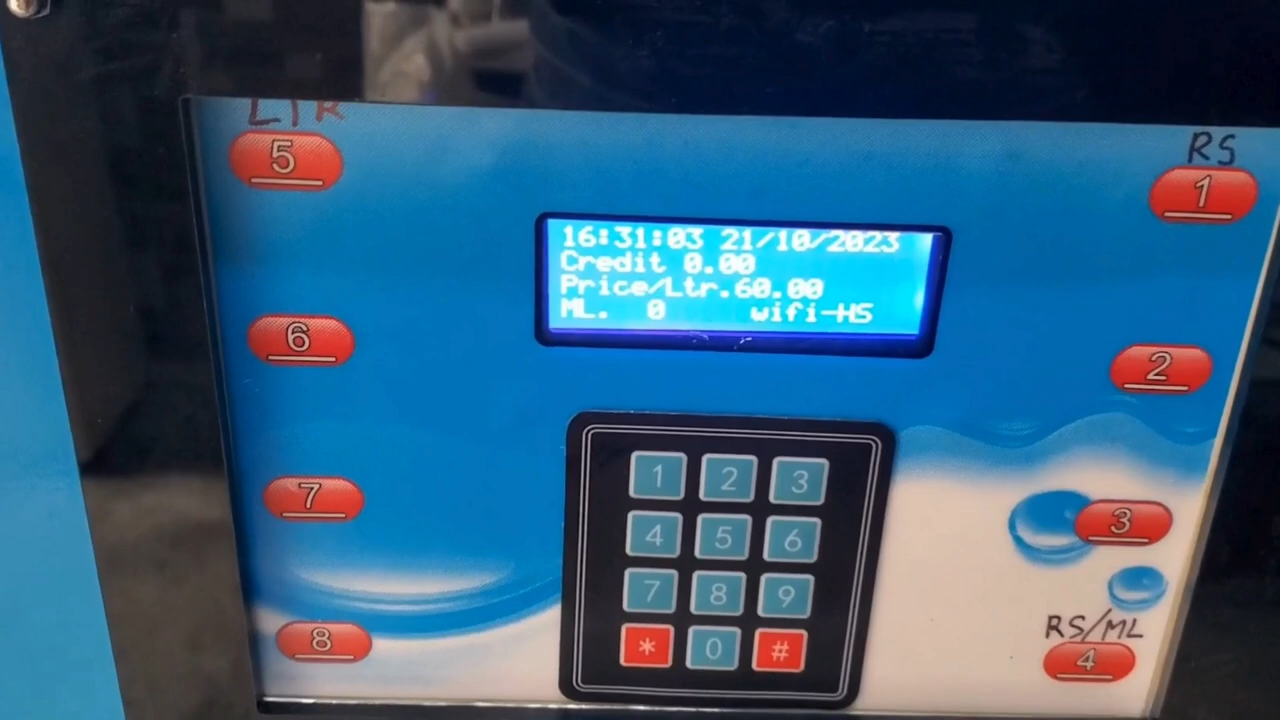 LTR
5
RS
1
16:31:03 21/10/2023
Credit 0.00
Price/Ltr.60.00
ML. 0 wifi-HS
6
2
1 2 3
4 5 6
7 8 9
* 0 #
7
3
8
RS/ML
4